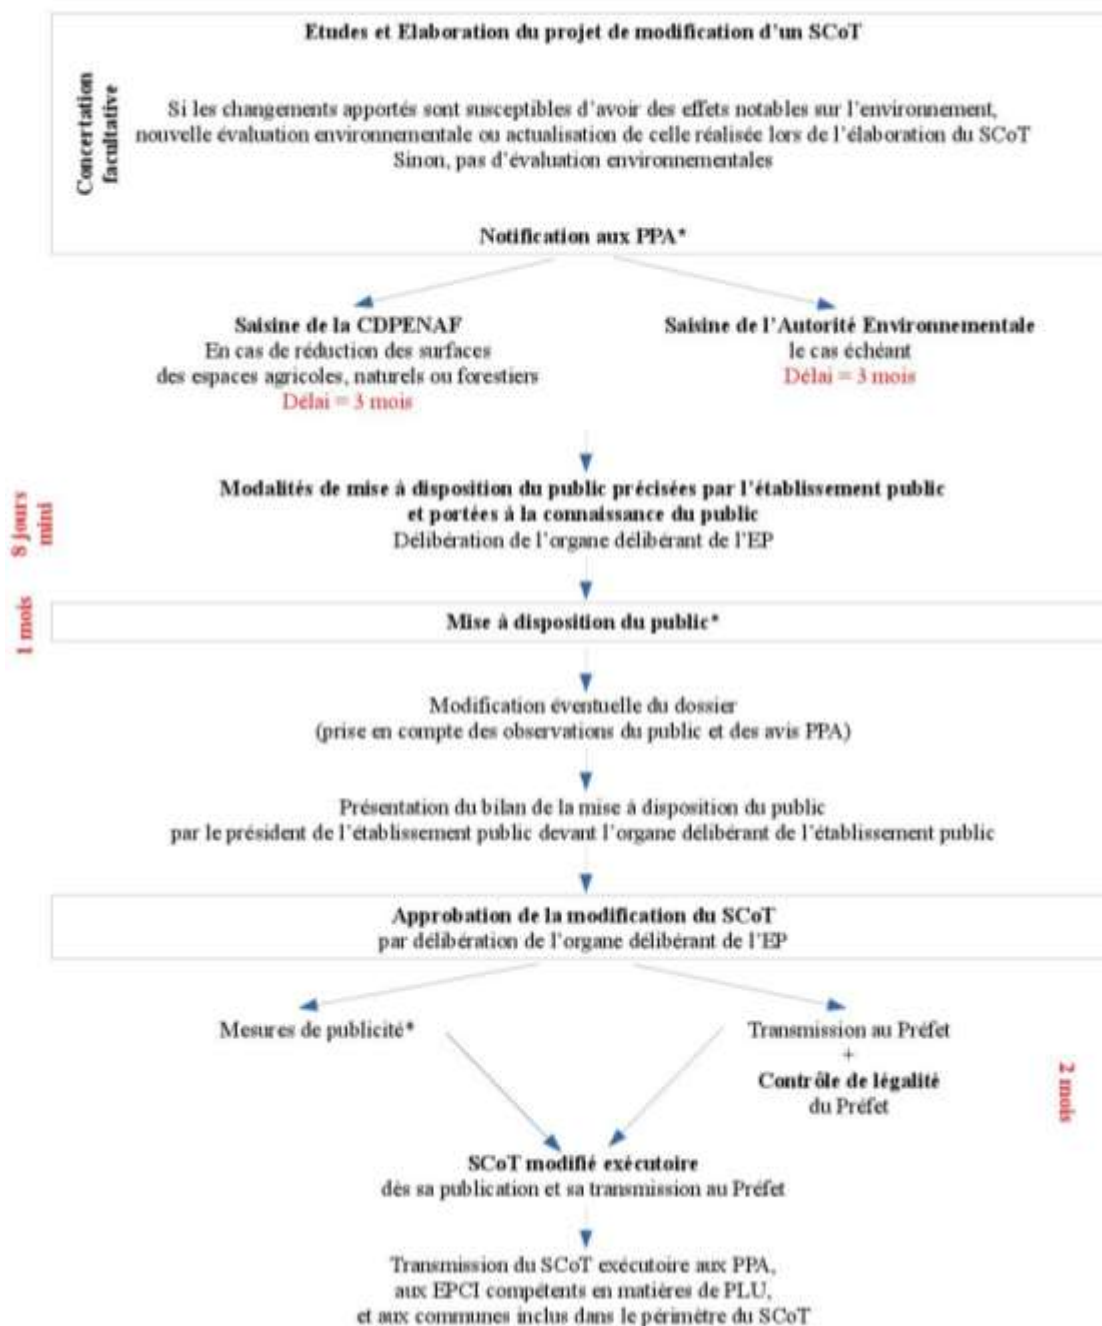 Etudes et Elaboration du projet de modification d'un SCoT
Concertation
facultative
Si les changements apportés sont susceptibles d'avoir des effets notables sur l'environnement,
nouvelle évaluation environnementale ou actualisation de celle réalisée lors de l'élaboration du SCoT
Sinon, pas d'évaluation environnementales
Notification aux PPA*
Saisine de la CDPENAF
En cas de réduction des surfaces
des espaces agricoles, naturels ou forestiers
Délai = 3 mois
Saisine de l'Autorité Environnementale
le cas échéant
Délai = 3 mois
8 jours
mini
Modalités de mise à disposition du public précisées par l'établissement public
et portées à la connaissance du public
Délibération de l'organe délibérant de l'EP
1 mois
Mise à disposition du public*
Modification éventuelle du dossier
(prise en compte des observations du public et des avis PPA)
Présentation du bilan de la mise à disposition du public
par le président de l'établissement public devant l'organe délibérant de l'établissement public
Approbation de la modification du SCoT
par délibération de l'organe délibérant de l'EP
Mesures de publicité*
Transmission au Préfet
+
Contrôle de légalité
du Préfet
2 mois
SCoT modifié exécutoire
dès sa publication et sa transmission au Préfet
Transmission du SCoT exécutoire aux PPA,
aux EPCI compétents en matières de PLU,
et aux communes inclus dans le périmètre du SCoT